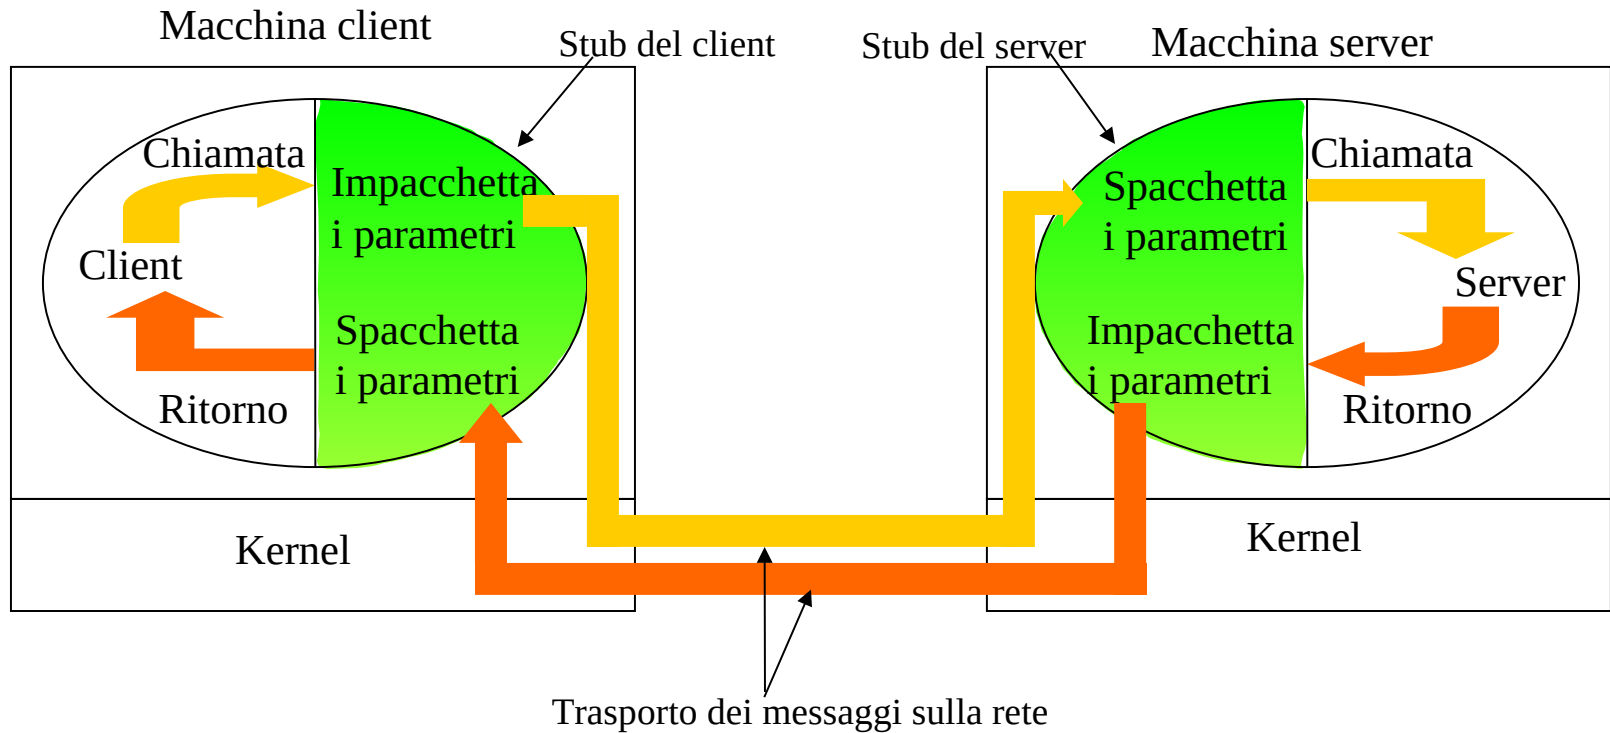 Macchina client
Stub del client
Stub del server
Macchina server
Chiamata
Impacchetta
i parametri
Client
Spacchetta
i parametri
Ritorno
Kernel
Spacchetta
i parametri
Chiamata
Server
Impacchetta
i parametri
Ritorno
Kernel
Trasporto dei messaggi sulla rete